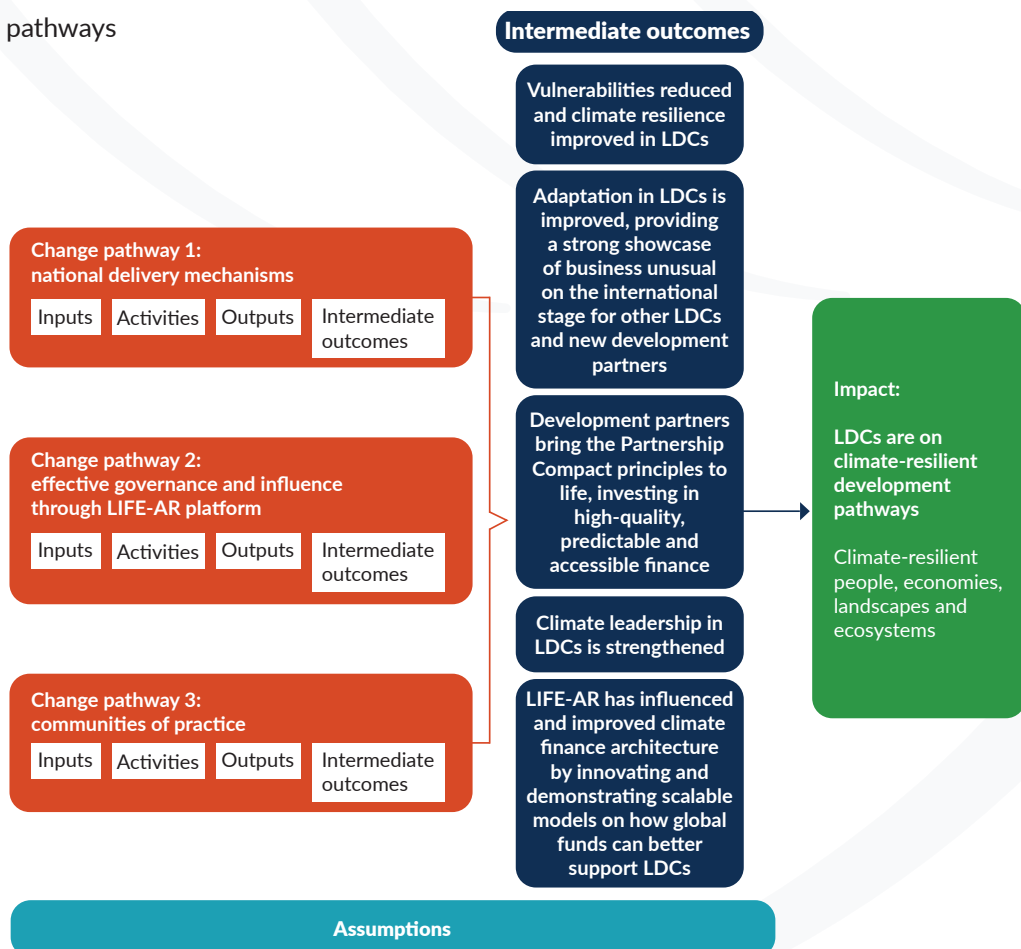 pathways
Intermediate outcomes
Vulnerabilities reduced
and climate resilience
improved in LDCs
Adaptation in LDCs is
improved, providing
a strong showcase
of business unusual
on the international
stage for other LDCs
and new development
partners
Development partners
bring the Partnership
Compact principles to
life, investing in
high-quality,
predictable and
accessible finance
Climate leadership in
LDCs is strengthened
LIFE-AR has influenced
and improved climate
finance architecture
by innovating and
demonstrating scalable
models on how global
funds can better
support LDCs
Change pathway 1:
national delivery mechanisms
Inputs
Activities
Outputs
Intermediate
outcomes
Change pathway 2:
effective governance and influence
through LIFE-AR platform
Inputs
Activities
Outputs
Intermediate
outcomes
Change pathway 3:
communities of practice
Inputs
Activities
Outputs
Intermediate
outcomes
Impact:
LDCs are on
climate-resilient
development
pathways
Climate-resilient
people, economies,
landscapes and
ecosystems
Assumptions